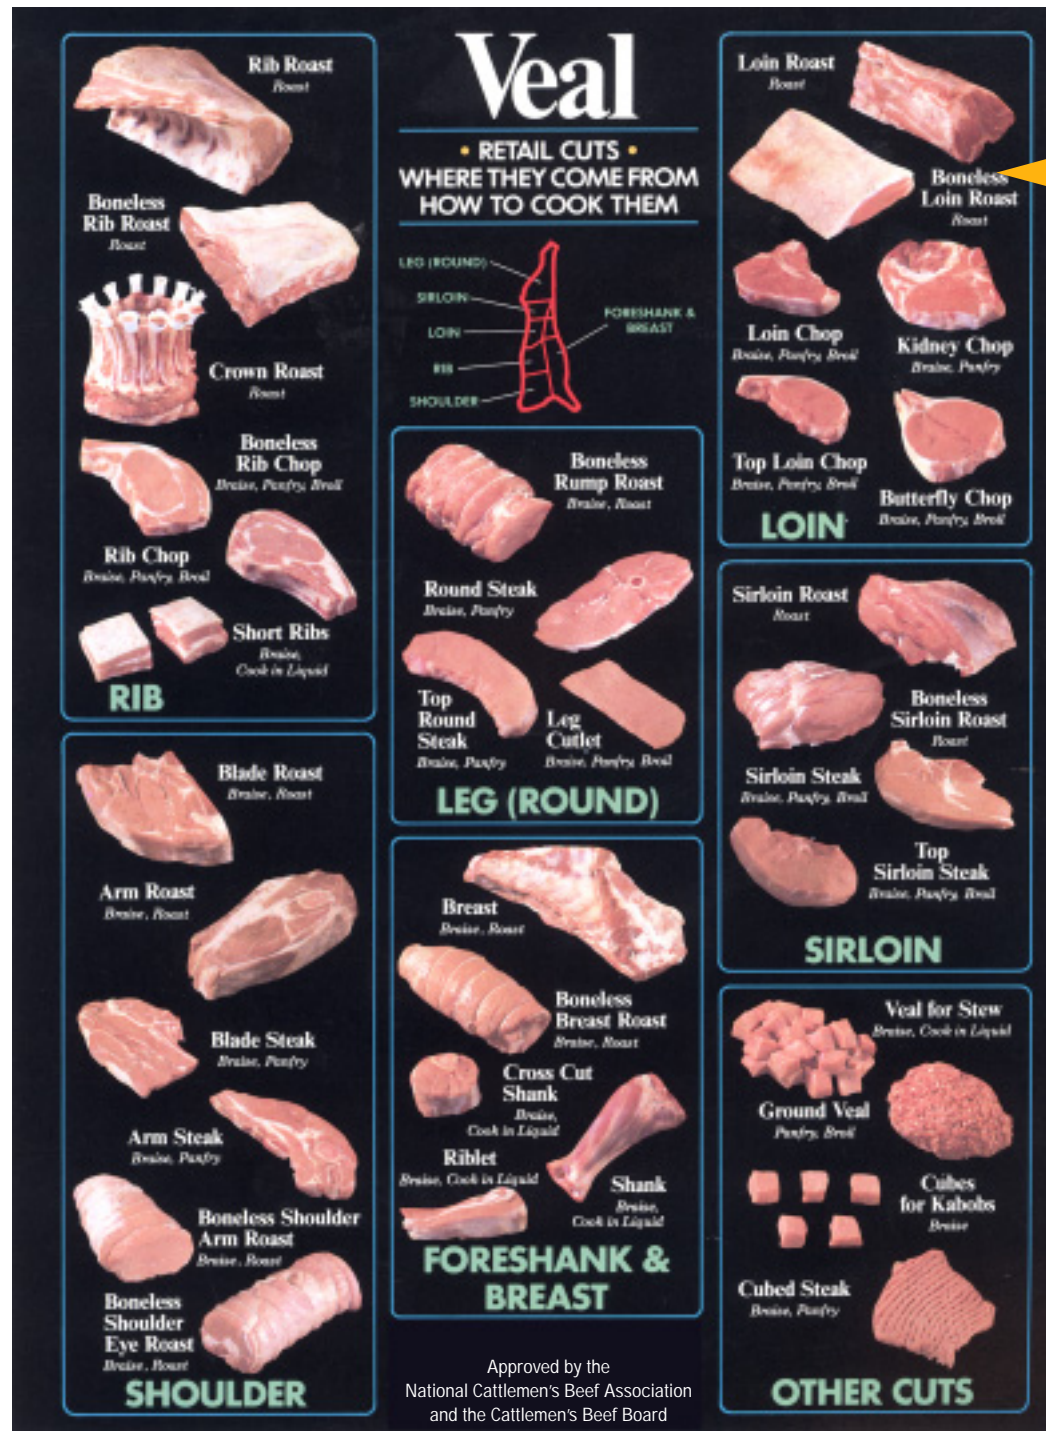 Veal
• RETAIL CUTS •
WHERE THEY COME FROM
HOW TO COOK THEM
LEG (ROUND)
SIRLOIN
LOIN
RIB
SHOULDER
FORESHANK &
BREAST
Rib Roast
Roast
Boneless
Rib Roast
Roast
Crown Roast
Roast
Boneless
Rib Chop
Braise, Panfry, Broil
Rib Chop
Braise, Panfry, Broil
Short Ribs
Braise,
Cook in Liquid
RIB
Blade Roast
Braise, Roast
Arm Roast
Braise, Roast
Blade Steak
Braise, Panfry
Arm Steak
Braise, Panfry
Boneless Shoulder
Arm Roast
Braise, Roast
Boneless
Shoulder
Eye Roast
Braise, Roast
SHOULDER
Boneless
Rump Roast
Braise, Roast
Round Steak
Braise, Panfry
Top
Round
Steak
Braise, Panfry
Leg
Cutlet
Braise, Panfry, Broil
LEG (ROUND)
Breast
Braise, Roast
Boneless
Breast Roast
Braise, Roast
Cross Cut
Shank
Braise,
Cook in Liquid
Riblet
Braise, Cook in Liquid
Shank
Braise,
Cook in Liquid
FORESHANK &
BREAST
Approved by the
National Cattlemen's Beef Association
and the Cattlemen's Beef Board
Loin Roast
Roast
Boneless
Loin Roast
Roast
Loin Chop
Braise, Panfry, Broil
Kidney Chop
Braise, Panfry
Top Loin Chop
Braise, Panfry, Broil
Butterfly Chop
Braise, Panfry, Broil
LOIN
Sirloin Roast
Roast
Boneless
Sirloin Roast
Roast
Sirloin Steak
Braise, Panfry, Broil
Top
Sirloin Steak
Braise, Panfry, Broil
SIRLOIN
Veal for Stew
Braise, Cook in Liquid
Ground Veal
Panfry, Broil
Cubes
for Kabobs
Braise
Cubed Steak
Braise, Panfry
OTHER CUTS